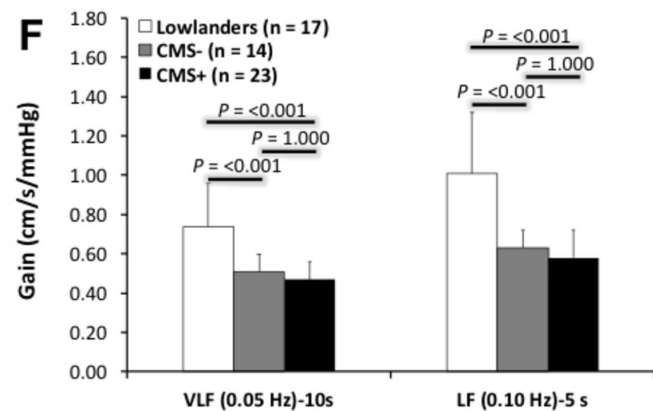 F
Gain (cm/s/mmHg)
1.80
1.60
1.40
1.20
1.00
0.80
0.60
0.40
0.20
0.00
Lowlanders (n = 17)
CMS- (n = 14)
CMS+ (n = 23)
P = <0.001
P = 1.000
P = <0.001
P = <0.001
P = 1.000
P = <0.001
VLF (0.05 Hz)-10s
LF (0.10 Hz)-5 s